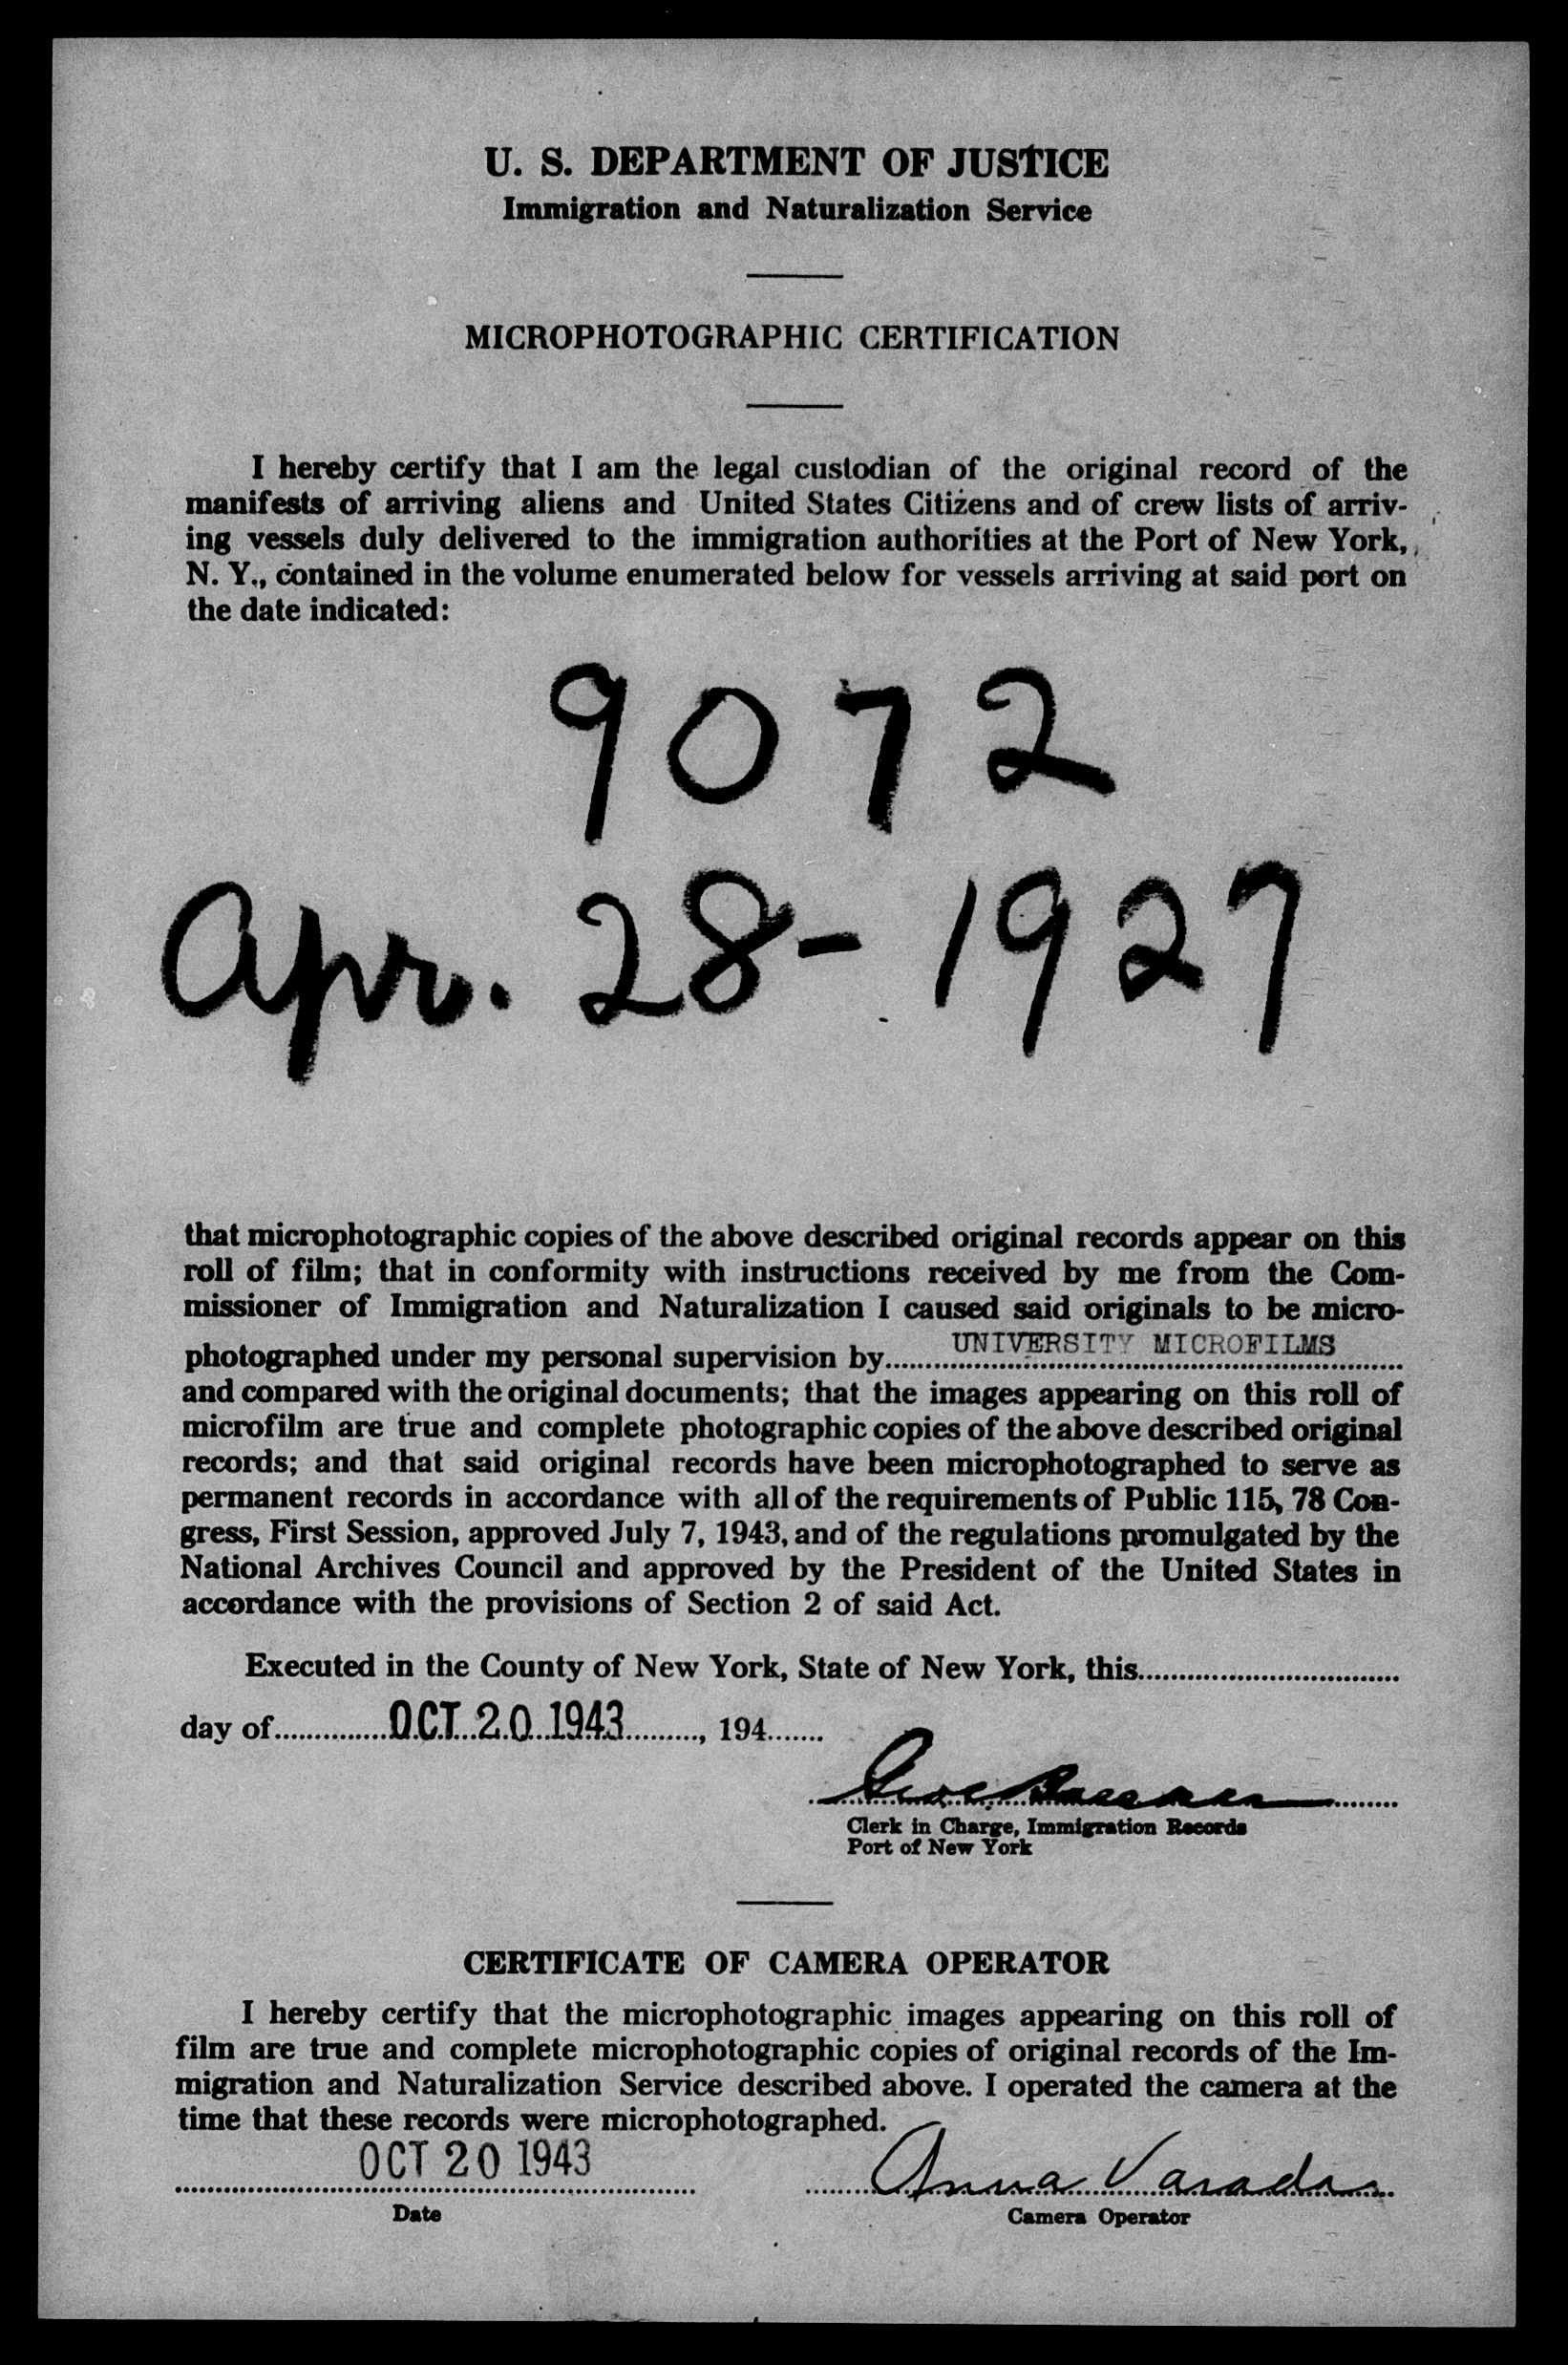 U. S. DEPARTMENT OF JUSTICE
Immigration and Naturalization Service
MICROPHOTOGRAPHIC CERTIFICATION
I hereby certify that I am the legal custodian of the original record of the
manifests of arriving aliens and United States Citizens and of crew lists of arriv-
ing vessels duly delivered to the immigration authorities at the Port of New York,
N. Y., contained in the volume enumerated below for vessels arriving at said port on
the date indicated:
9072
Apr. 28-1927
that microphotographic copies of the above described original records appear on this
roll of film; that in conformity with instructions received by me from the Com-
missioner of Immigration and Naturalization I caused said originals to be micro-
photographed under my personal supervision by UNIVERSITY MICROFILMS
and compared with the original documents; that the images appearing on this roll of
microfilm are true and complete photographic copies of the above described original
records; and that said original records have been microphotographed to serve as
permanent records in accordance with all of the requirements of Public 115, 78 Con-
gress, First Session, approved July 7, 1943, and of the regulations promulgated by the
National Archives Council and approved by the President of the United States in
accordance with the provisions of Section 2 of said Act.
Executed in the County of New York, State of New York, this
day of OCT 20 1943, 194
Clerk in Charge, Immigration Records
Port of New York
CERTIFICATE OF CAMERA OPERATOR
I hereby certify that the microphotographic images appearing on this roll of
film are true and complete microphotographic copies of original records of the Im-
migration and Naturalization Service described above. I operated the camera at the
time that these records were microphotographed.
OCT 20 1943 Anna
Date Camera Operator